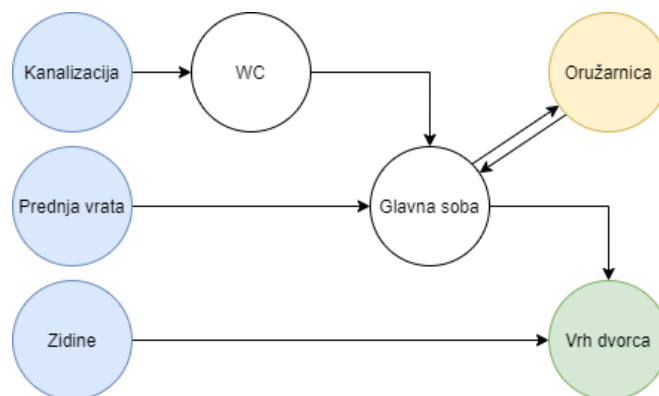 Kanalizacija
WC
Oružarnica
Prednja vrata
Glavna soba
Zidine
Vrh dvorca